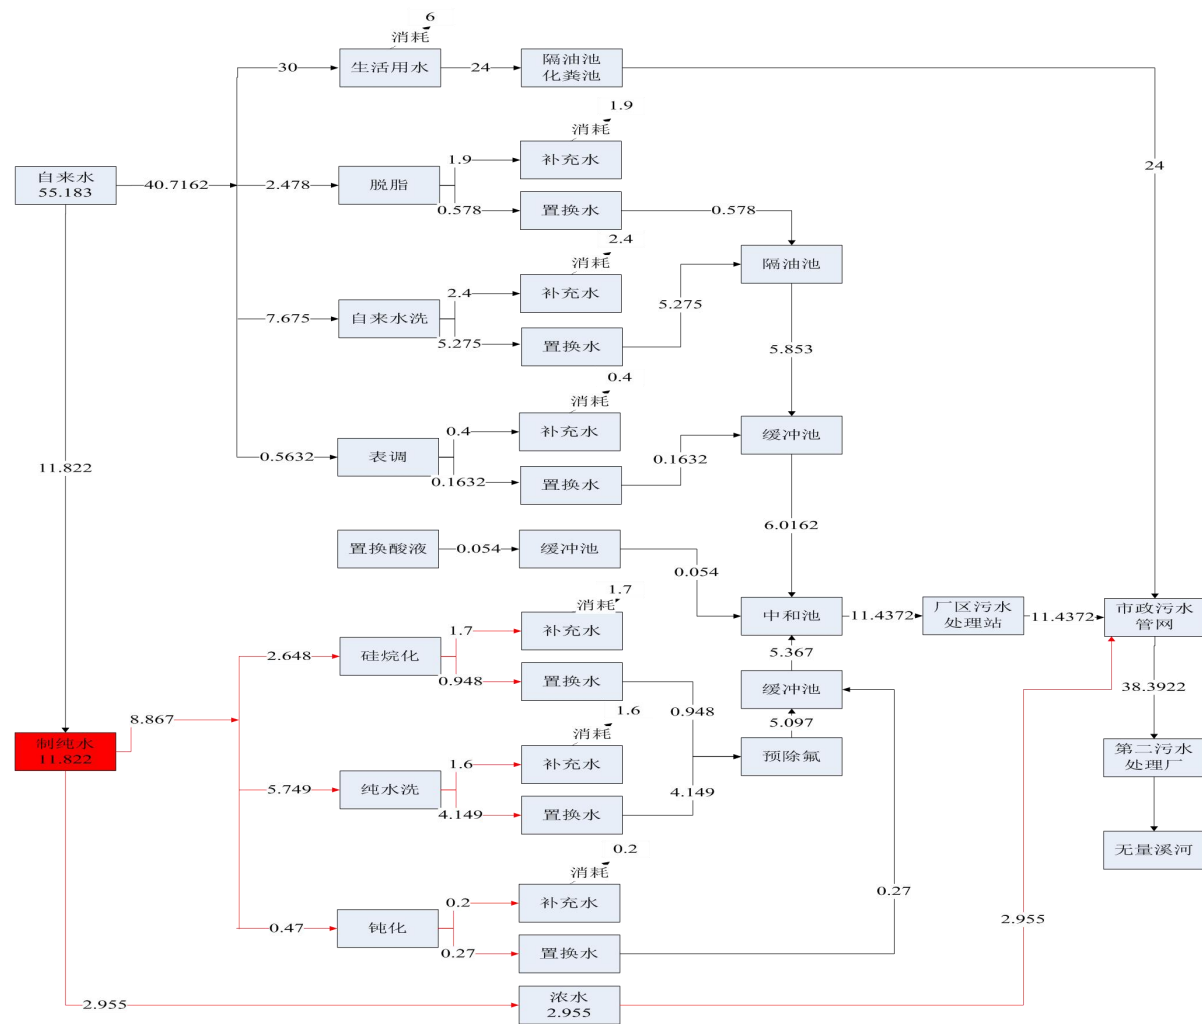 6
消耗
30
生活用水
24
隔油池
化粪池
1.9
消耗
1.9
补充水
自来水
55.183
40.7162
2.478
脱脂
24
0.578
置换水
0.578
2.4
消耗
隔油池
2.4
补充水
5.275
7.675
自来水洗
5.275
置换水
5.853
0.4
消耗
0.4
补充水
缓冲池
0.5632
表调
0.1632
11.822
0.1632
置换水
6.0162
置换酸液
0.054
缓冲池
0.054
1.7
消耗
1.7
补充水
中和池
11.4372
厂区污水
处理站
11.4372
市政污水
管网
2.648
硅烷化
5.367
0.948
置换水
缓冲池
38.3922
1.6
0.948
8.867
5.097
消耗
制纯水
11.822
1.6
补充水
预除氟
第二污水
处理厂
5.749
纯水洗
4.149
4.149
置换水
0.2
无量溪河
消耗
0.2
补充水
0.27
2.955
0.47
钝化
0.27
置换水
2.955
浓水
2.955